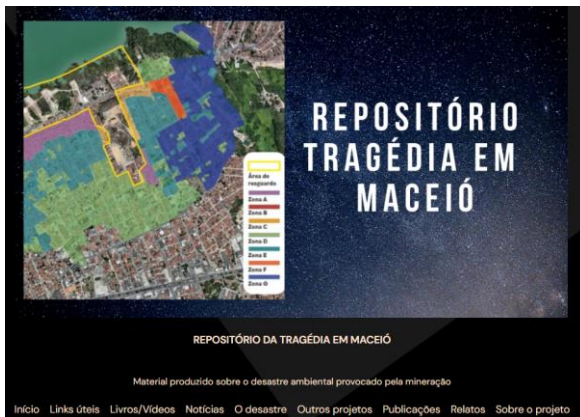 REPOSITÓRIO
TRAGÉDIA EM
MACEIÓ
Área de
resguardo
Zona A
Zona B
Zona C
Zona D
Zona E
Zona F
Zona G
REPOSITÓRIO DA TRAGÉDIA EM MACEIÓ
Material produzido sobre o desastre ambiental provocado pela mineração
Início Links úteis Livros/Vídeos Notícias O desastre Outros projetos Publicações Relatos Sobre o projeto